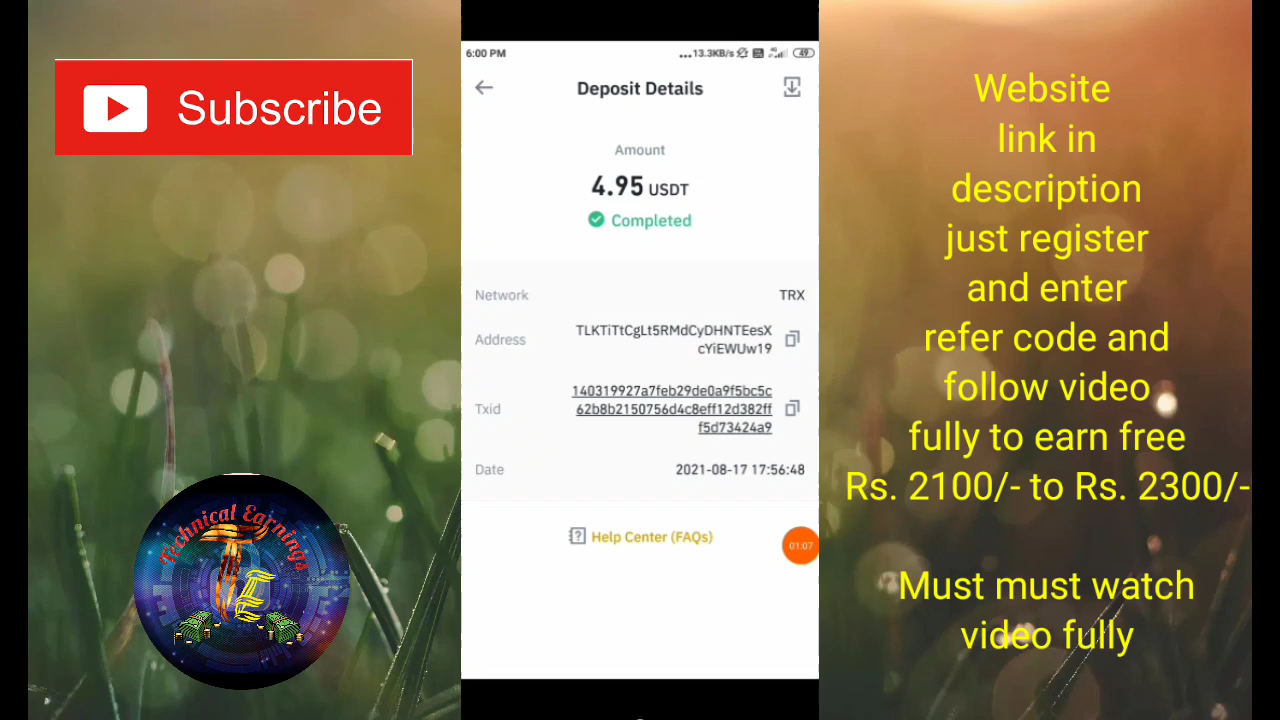 Subscribe
Technical Earnings
TE
6:00 PM
...13.3KB/s
4G
49
Deposit Details
Amount
4.95 USDT
Completed
Network
TRX
Address
TLKTiTtCgLt5RMdCyDHNTEesX
cYiEWUw19
Txid
140319927a7feb29de0a9f5bc5c
62b8b2150756d4c8eff12d382ff
f5d73424a9
Date
2021-08-17 17:56:48
Help Center (FAQs)
01:07
Website
link in
description
just register
and enter
refer code and
follow video
fully to earn free
Rs. 2100/- to Rs. 2300/-
Must must watch
video fully